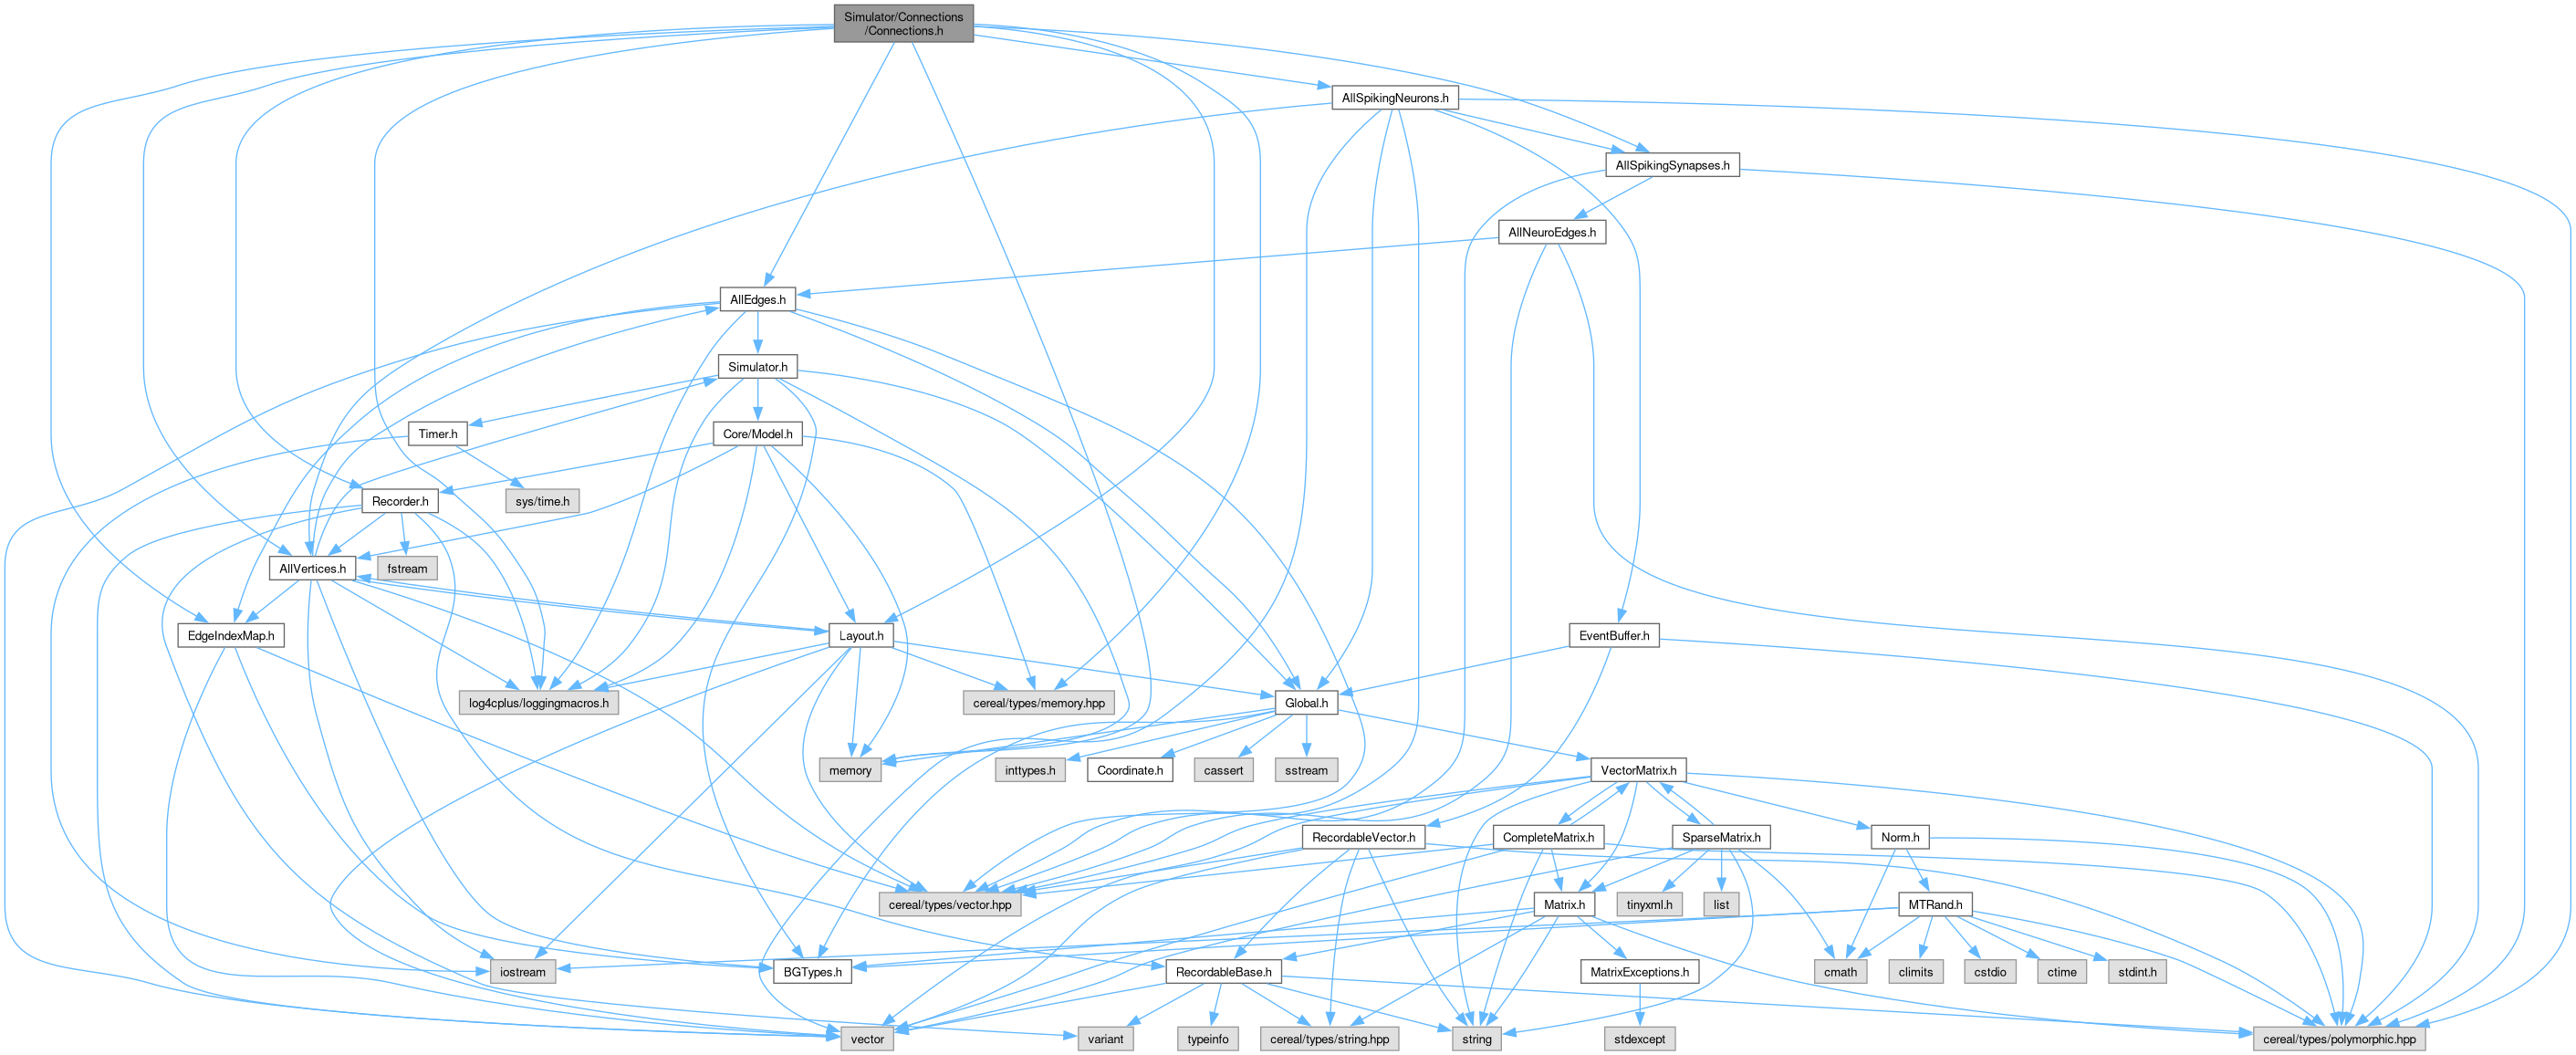 Simulator/Connections
/Connections.h
AllSpikingNeurons.h
AllSpikingSynapses.h
AllNeuroEdges.h
AllEdges.h
Simulator.h
Timer.h
Core/Model.h
Recorder.h
sys/time.h
AllVertices.h
fstream
EdgeIndexMap.h
Layout.h
EventBuffer.h
log4cplus/loggingmacros.h
cereal/types/memory.hpp
Global.h
memory
inttypes.h
Coordinate.h
cassert
sstream
VectorMatrix.h
RecordableVector.h
CompleteMatrix.h
SparseMatrix.h
Norm.h
cereal/types/vector.hpp
Matrix.h
tinyxml.h
list
MTRand.h
iostream
BGTypes.h
RecordableBase.h
MatrixExceptions.h
cmath
climits
cstdio
ctime
stdint.h
vector
variant
typeinfo
cereal/types/string.hpp
string
stdexcept
cereal/types/polymorphic.hpp